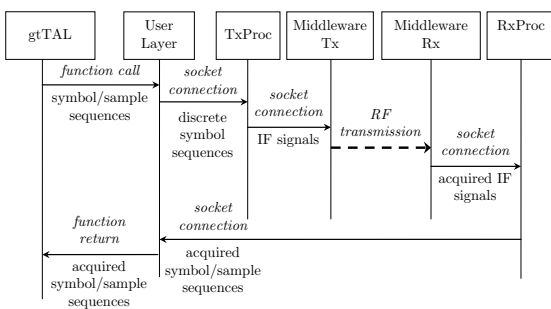 gtTAL
User
Layer
TxProc
Middleware
Tx
Middleware
Rx
RxProc
function call
symbol/sample
sequences
socket
connection
discrete
symbol
sequences
socket
connection
IF signals
RF
transmission
socket
connection
acquired IF
signals
socket
connection
acquired
symbol/sample
sequences
function
return
acquired
symbol/sample
sequences